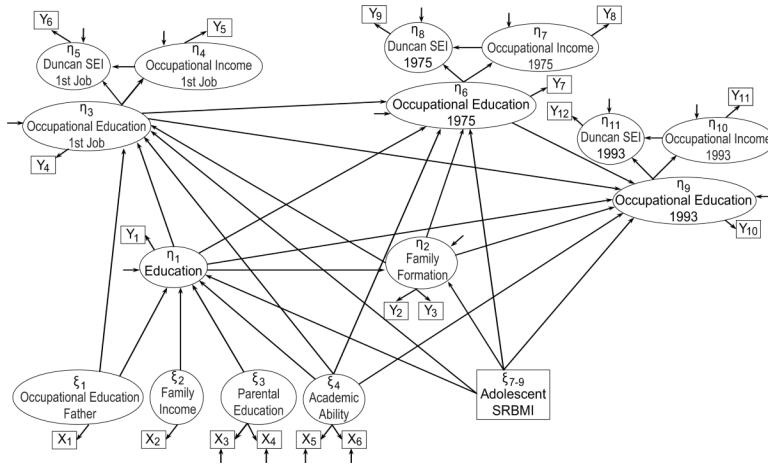 Y6
η5
Duncan SEI
1st Job
Y5
η4
Occupational Income
1st Job
η3
Occupational Education
1st Job
Y4
Y9
η8
Duncan SEI
1975
η7
Occupational Income
1975
Y8
η6
Occupational Education
1975
Y7
Y12
η11
Duncan SEI
1993
Y11
η10
Occupational Income
1993
η9
Occupational Education
1993
Y10
Y1
η1
Education
η2
Family
Formation
Y2
Y3
ξ1
Occupational Education
Father
X1
ξ2
Family
Income
X2
ξ3
Parental
Education
X3
X4
ξ4
Academic
Ability
X5
X6
ξ7-9
Adolescent
SRBMI